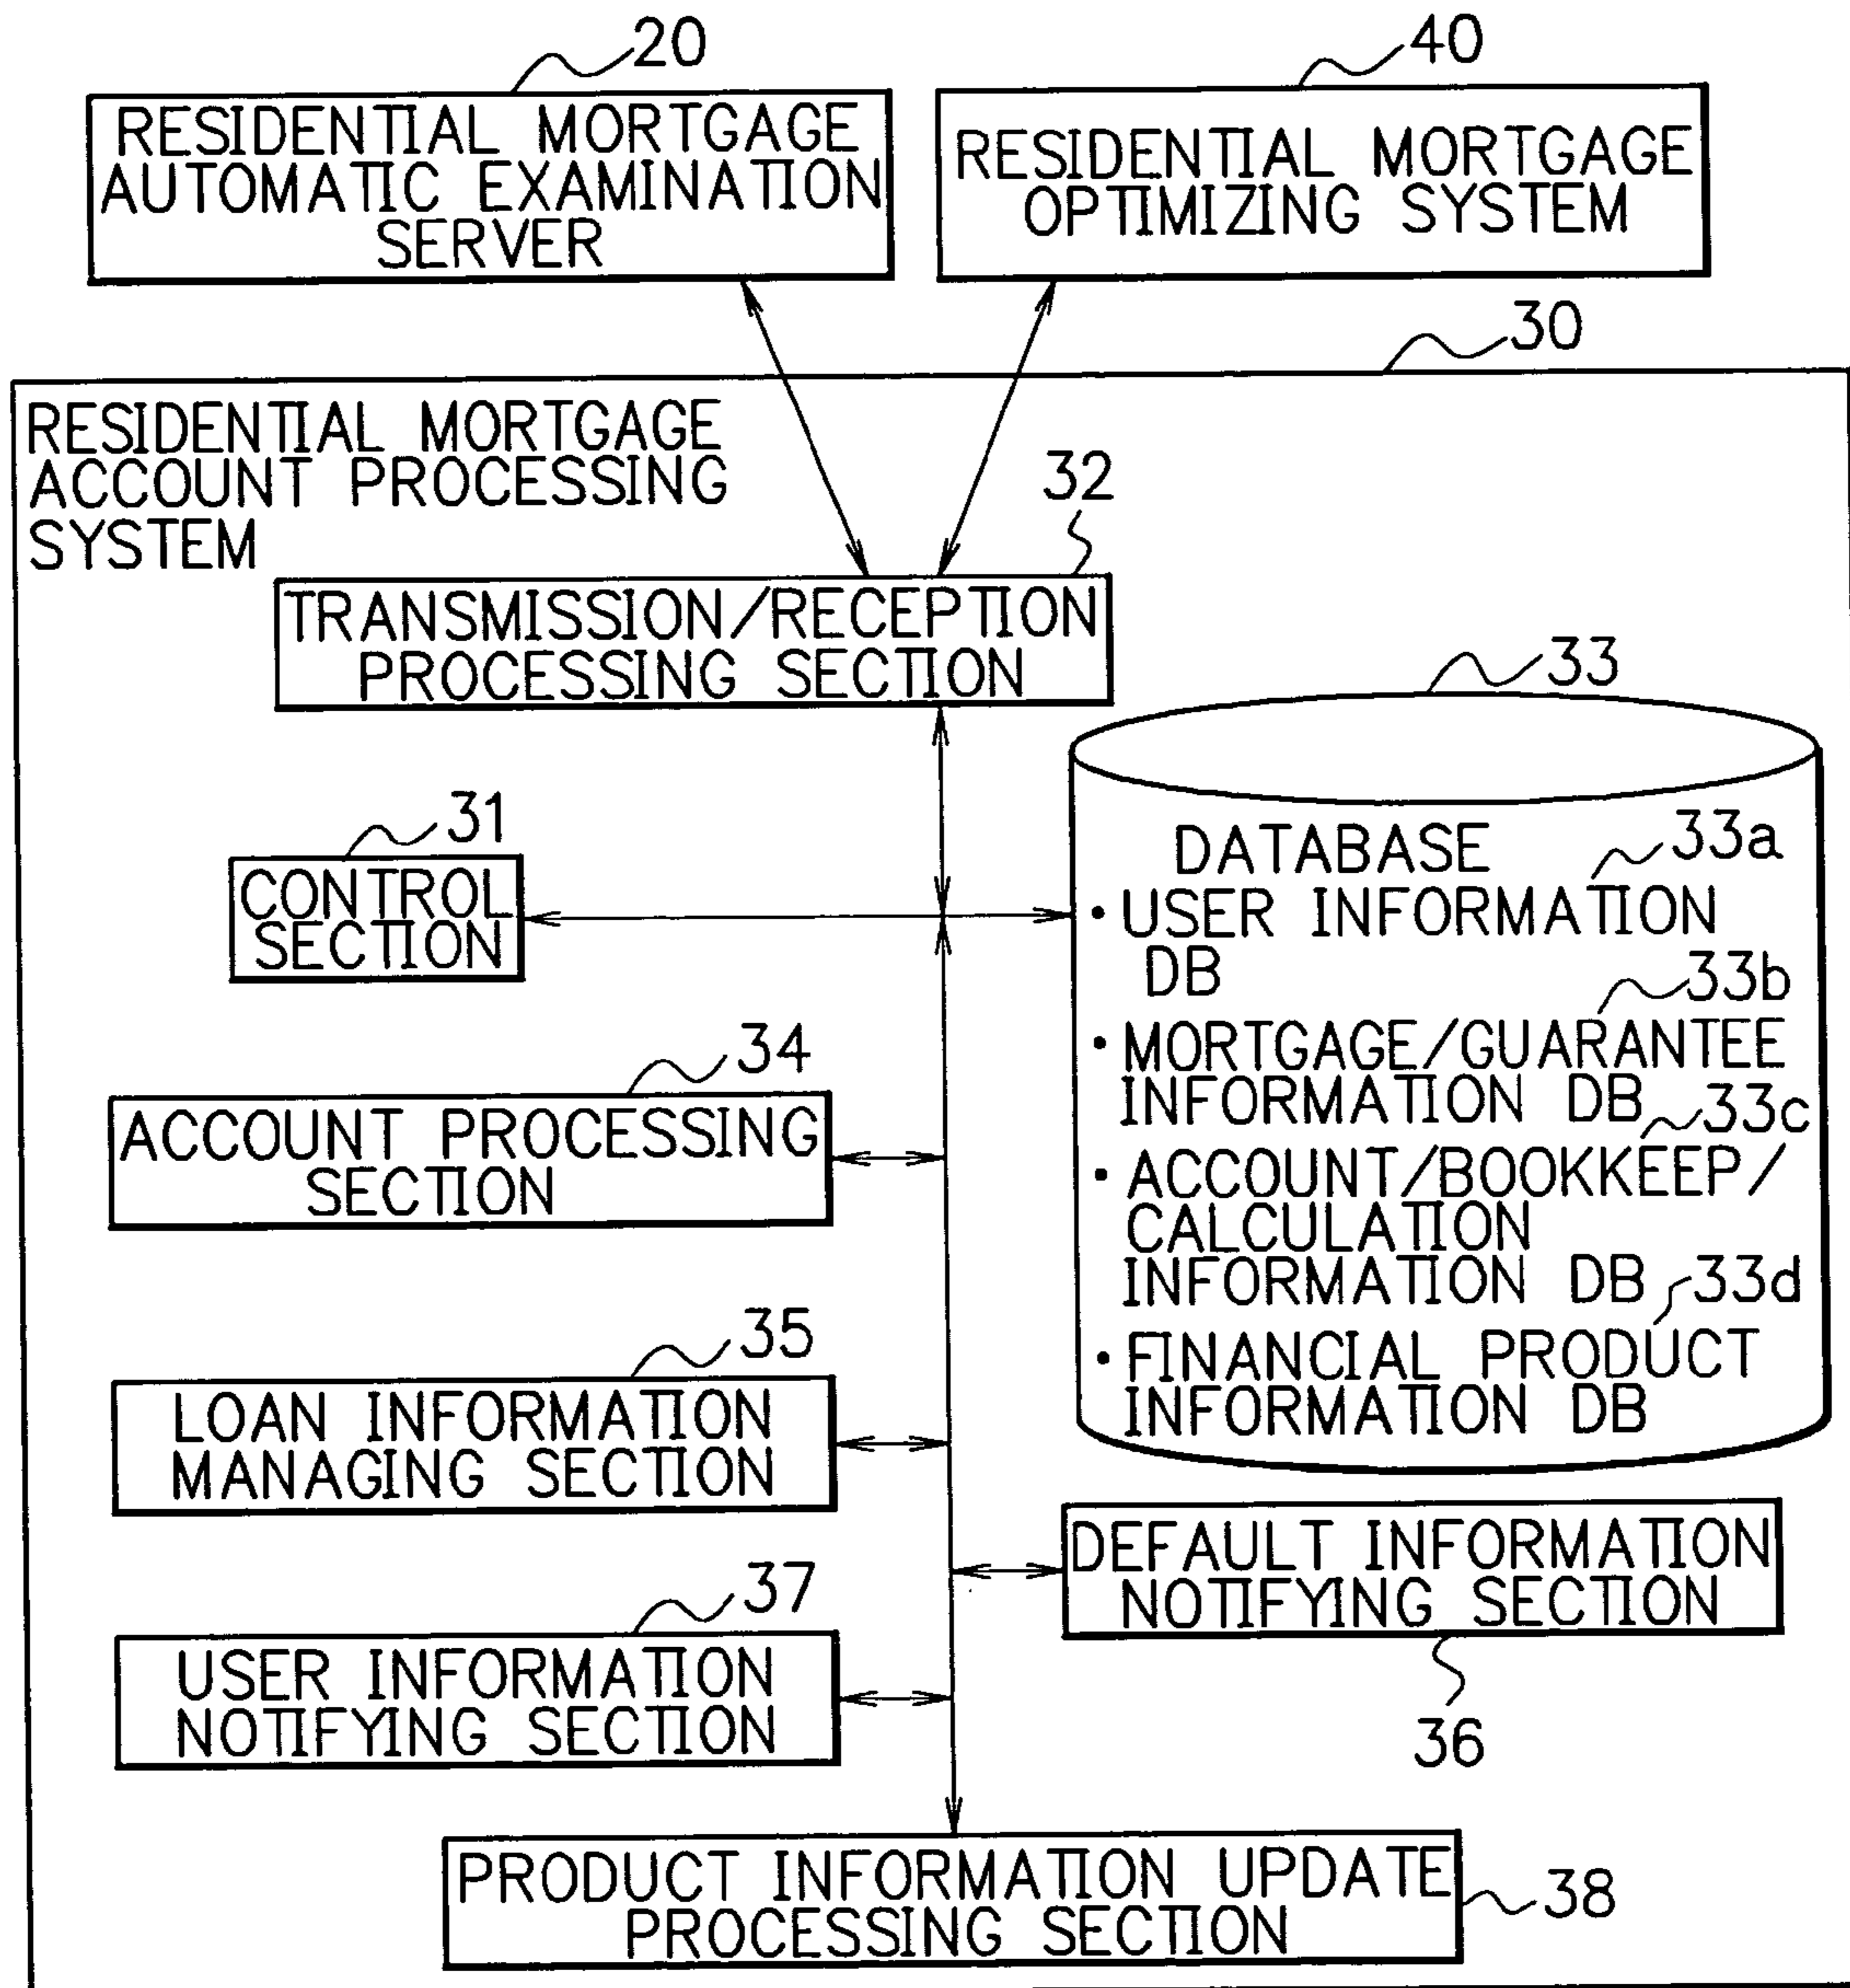 20
40
RESIDENTIAL MORTGAGE
AUTOMATIC EXAMINATION
SERVER
RESIDENTIAL MORTGAGE
OPTIMIZING SYSTEM
30
RESIDENTIAL MORTGAGE
ACCOUNT PROCESSING
SYSTEM
32
TRANSMISSION/RECEPTION
PROCESSING SECTION
33
31
CONTROL
SECTION
DATABASE
33a
• USER INFORMATION
DB
33b
• MORTGAGE/GUARANTEE
INFORMATION DB
33c
• ACCOUNT/BOOKKEEP/
CALCULATION
INFORMATION DB
33d
• FINANCIAL PRODUCT
INFORMATION DB
34
ACCOUNT PROCESSING
SECTION
35
LOAN INFORMATION
MANAGING SECTION
DEFAULT INFORMATION
NOTIFYING SECTION
36
37
USER INFORMATION
NOTIFYING SECTION
PRODUCT INFORMATION UPDATE
PROCESSING SECTION
38